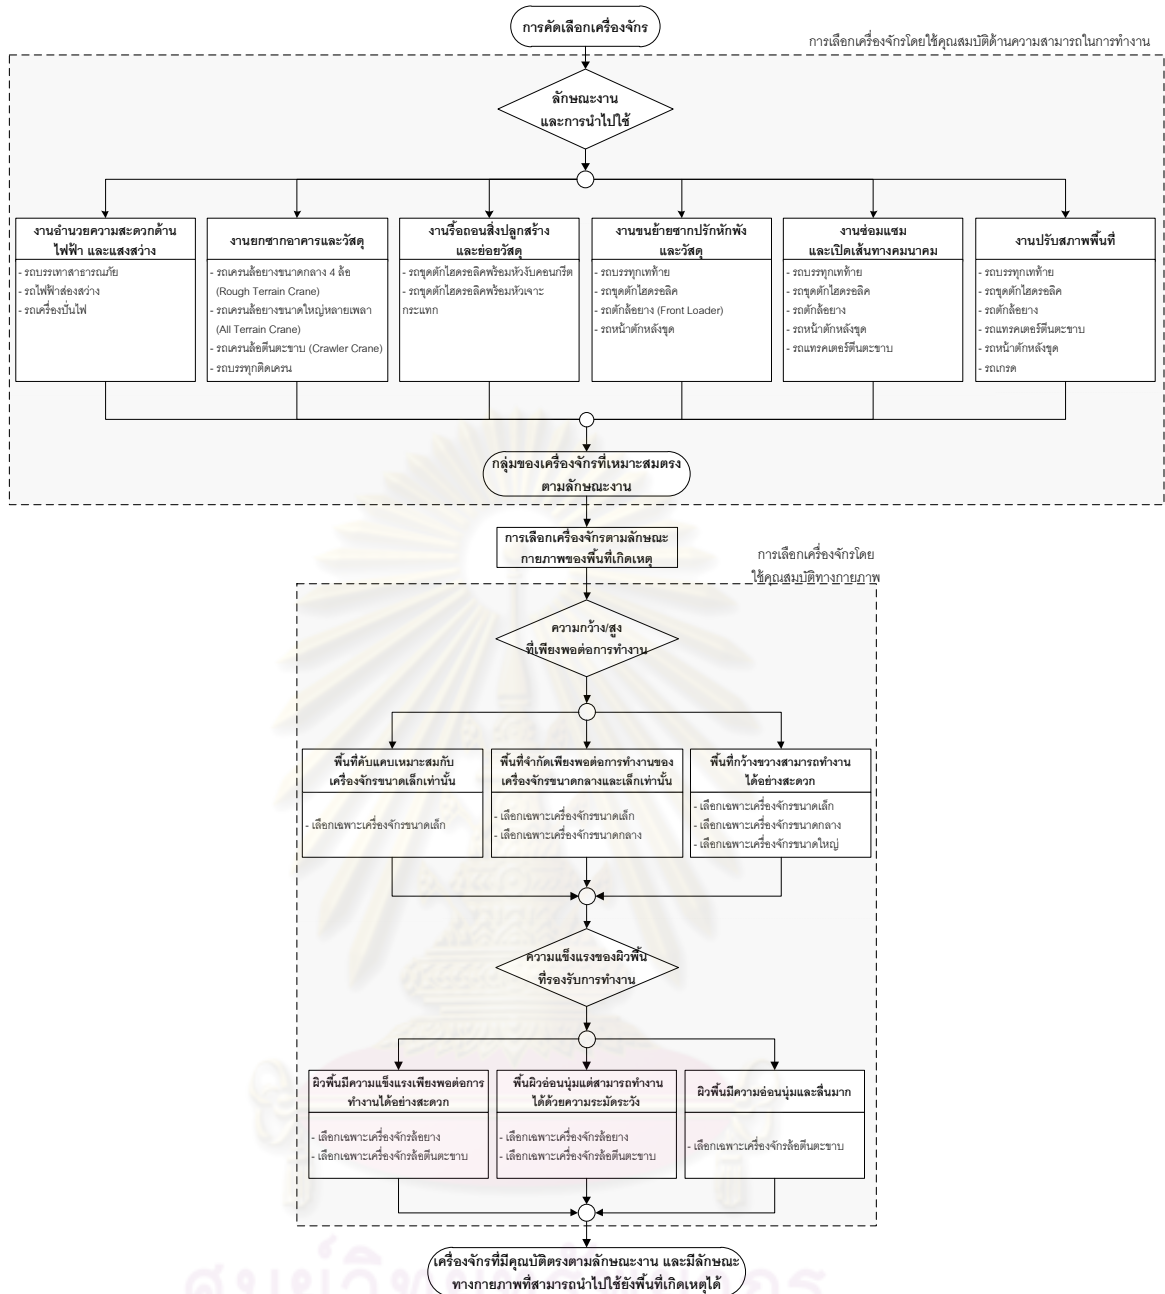 การคัดเลือกเครื่องจักร
การเลือกเครื่องจักรโดยใช้คุณสมบัติด้านความสามารถในการทำงาน
ลักษณะงาน
และการนำไปใช้
งานอำนวยความสะดวกด้าน
ไฟฟ้า และแสงสว่าง
- รถบรรเทาสาธารณภัย
- รถไฟฟ้าส่องสว่าง
- รถเครื่องปั่นไฟ
งานยกซากอาคารและวัสดุ
- รถเครนล้อยางขนาดกลาง 4 ล้อ
(Rough Terrain Crane)
- รถเครนล้อยางขนาดใหญ่หลายเพลา
(All Terrain Crane)
- รถเครนล้อตีนตะขาบ (Crawler Crane)
- รถบรรทุกติดเครน
งานรื้อถอนสิ่งปลูกสร้าง
และย่อยวัสดุ
- รถขุดตักไฮดรอลิคพร้อมหัวงับคอนกรีต
- รถขุดตักไฮดรอลิคพร้อมหัวเจาะ
กระแทก
งานขนย้ายซากปรักหักพัง
และวัสดุ
- รถบรรทุกเทท้าย
- รถขุดตักไฮดรอลิค
- รถตักล้อยาง (Front Loader)
- รถหน้าตักหลังขุด
งานซ่อมแซม
และเปิดเส้นทางคมนาคม
- รถบรรทุกเทท้าย
- รถขุดตักไฮดรอลิค
- รถตักล้อยาง
- รถหน้าตักหลังขุด
- รถแทรคเตอร์ตีนตะขาบ
งานปรับสภาพพื้นที่
- รถบรรทุกเทท้าย
- รถขุดตักไฮดรอลิค
- รถตักล้อยาง
- รถแทรคเตอร์ตีนตะขาบ
- รถหน้าตักหลังขุด
- รถเกรด
กลุ่มของเครื่องจักรที่เหมาะสมตรง
ตามลักษณะงาน
การเลือกเครื่องจักรตามลักษณะ
กายภาพของพื้นที่เกิดเหตุ
การเลือกเครื่องจักรโดย
ใช้คุณสมบัติทางกายภาพ
ความกว้าง/สูง
ที่เพียงพอต่อการทำงาน
พื้นที่คับแคบเหมาะสมกับ
เครื่องจักรขนาดเล็กเท่านั้น
- เลือกเฉพาะเครื่องจักรขนาดเล็ก
พื้นที่จำกัดเพียงพอต่อการทำงานของ
เครื่องจักรขนาดกลางและเล็กเท่านั้น
- เลือกเฉพาะเครื่องจักรขนาดเล็ก
- เลือกเฉพาะเครื่องจักรขนาดกลาง
พื้นที่กว้างขวางสามารถทำงาน
ได้อย่างสะดวก
- เลือกเฉพาะเครื่องจักรขนาดเล็ก
- เลือกเฉพาะเครื่องจักรขนาดกลาง
- เลือกเฉพาะเครื่องจักรขนาดใหญ่
ความแข็งแรงของผิวพื้น
ที่รองรับการทำงาน
ผิวพื้นมีความแข็งแรงเพียงพอต่อการ
ทำงานได้อย่างสะดวก
- เลือกเฉพาะเครื่องจักรล้อยาง
- เลือกเฉพาะเครื่องจักรล้อตีนตะขาบ
พื้นผิวอ่อนนุ่มแต่สามารถทำงาน
ได้ด้วยความระมัดระวัง
- เลือกเฉพาะเครื่องจักรล้อยาง
- เลือกเฉพาะเครื่องจักรล้อตีนตะขาบ
ผิวพื้นมีความอ่อนนุ่มและลื่นมาก
- เลือกเฉพาะเครื่องจักรล้อตีนตะขาบ
เครื่องจักรที่มีคุณบัติตรงตามลักษณะงาน และมีลักษณะ
ทางกายภาพที่สามารถนำไปใช้ยังพื้นที่เกิดเหตุได้